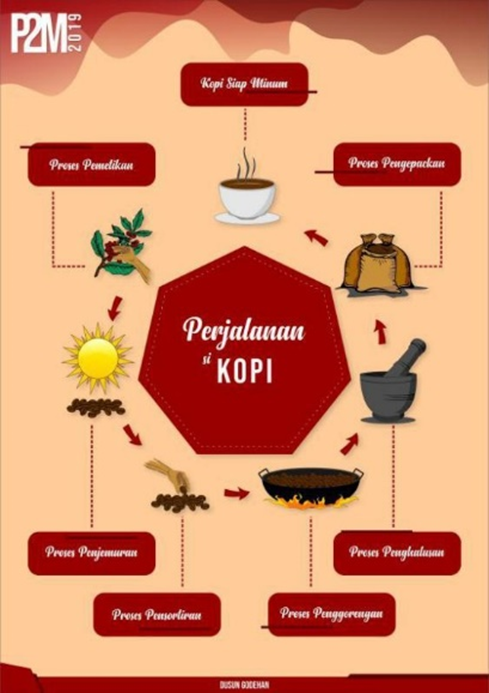 P2M 2019
Kopi Siap Minum
Proses Pemetikan
Proses Pengepackan
Perjalanan
si KOPI
Proses Penjemuran
Proses Penghalusan
Proses Pensortiran
Proses Penggorengan
DUSUN GODEHAN